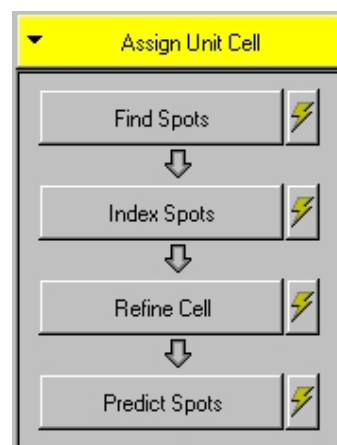 Assign Unit Cell
Find Spots
Index Spots
Refine Cell
Predict Spots